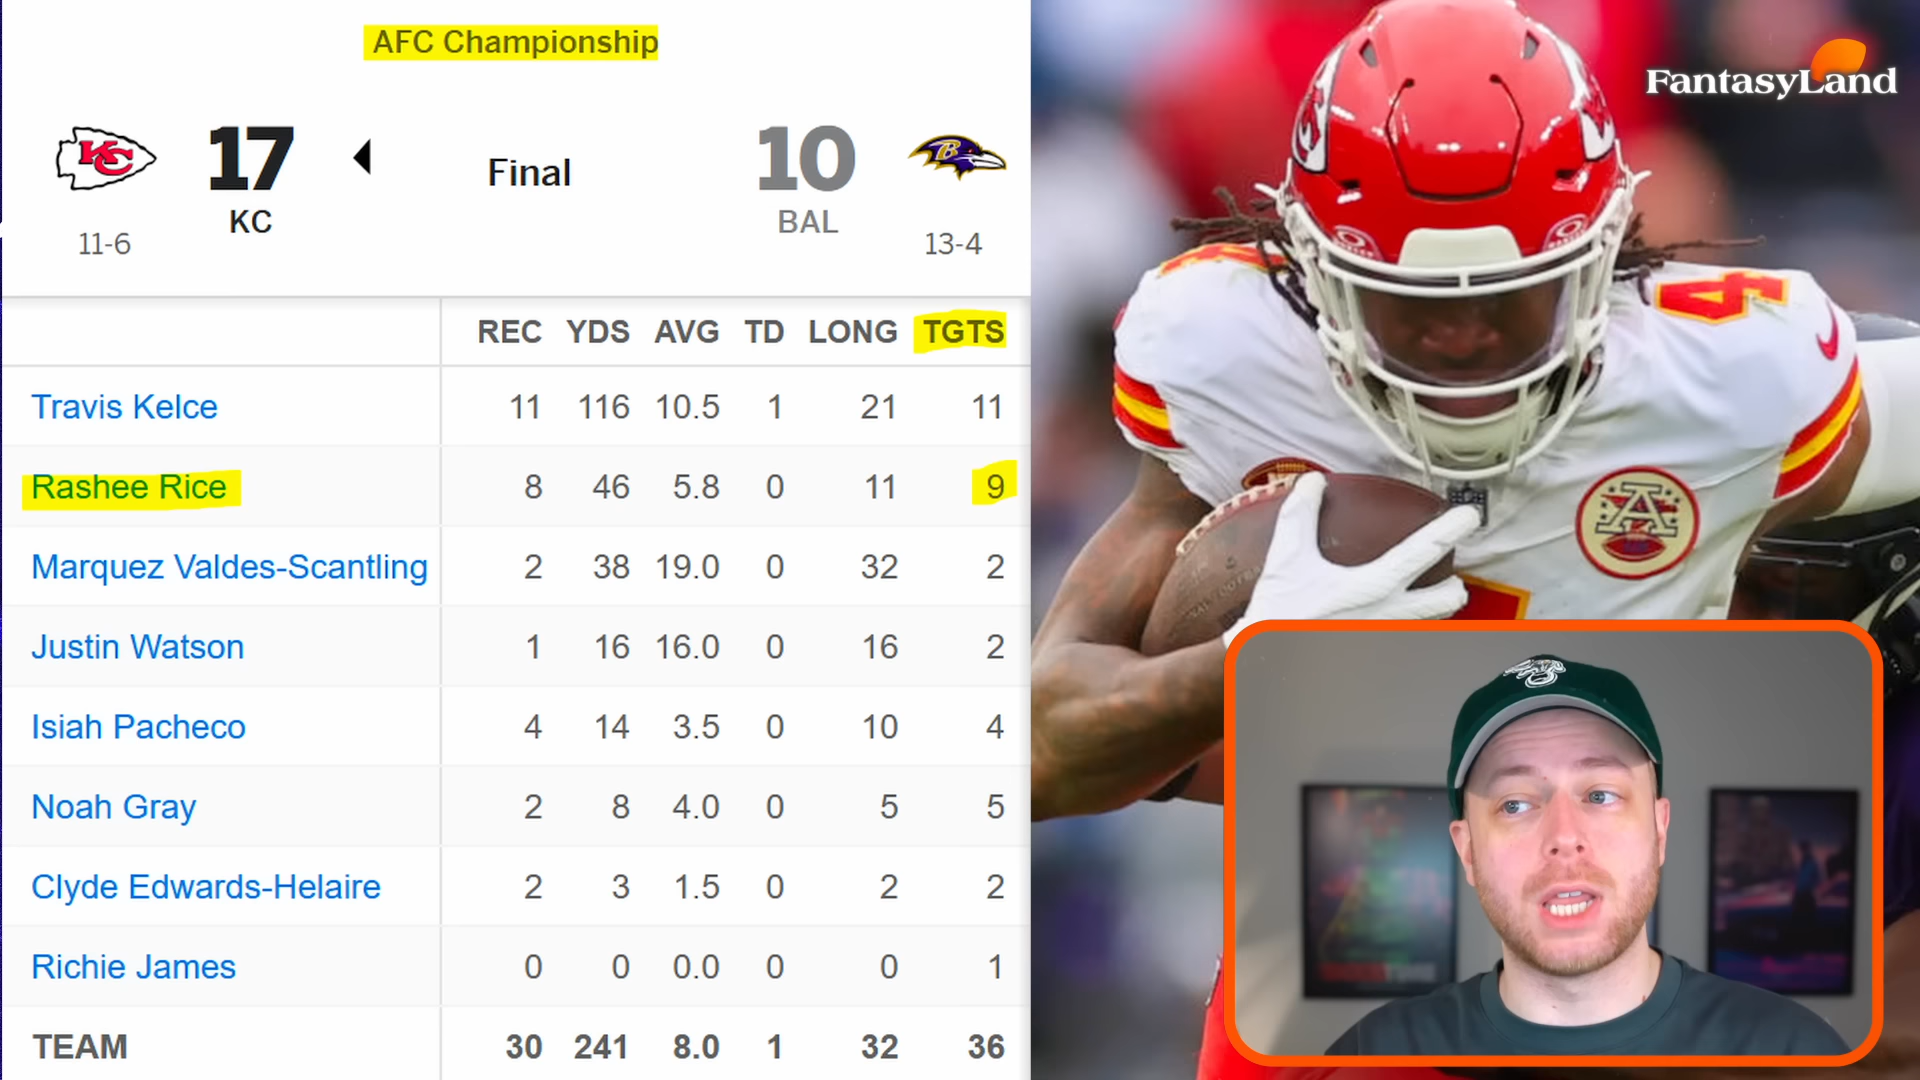 AFC Championship
FantasyLand
17 Final 10
KC BAL
11-6 13-4
REC YDS AVG TD LONG TGTS
Travis Kelce 11 116 10.5 1 21 11
Rashee Rice 8 46 5.8 0 11 9
Marquez Valdes-Scantling 2 38 19.0 0 32 2
Justin Watson 1 16 16.0 0 16 2
Isiah Pacheco 4 14 3.5 0 10 4
Noah Gray 2 8 4.0 0 5 5
Clyde Edwards-Helaire 2 3 1.5 0 2 2
Richie James 0 0 0.0 0 0 1
TEAM 30 241 8.0 1 32 36
KC
B
4
A